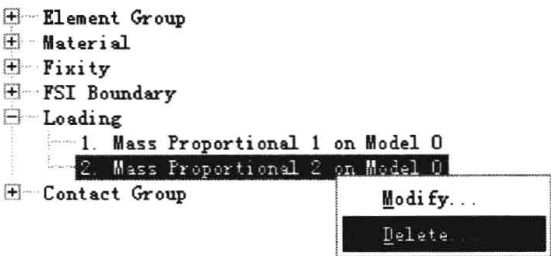 Element Group
Material
Fixity
FSI Boundary
Loading
1. Mass Proportional 1 on Model 0
2. Mass Proportional 2 on Model 0
Contact Group
Modify...
Delete...